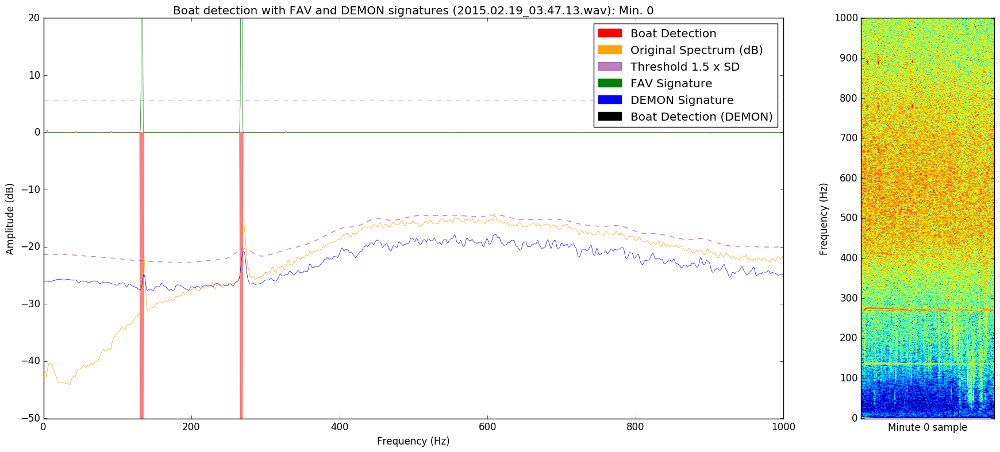 Boat detection with FAV and DEMON signatures (2015.02.19_03.47.13.wav): Min. 0
20
10
0
−10
−20
−30
−40
−50
Amplitude (dB)
0
200
400
600
800
1000
Frequency (Hz)
Boat Detection
Original Spectrum (dB)
Threshold 1.5 x SD
FAV Signature
DEMON Signature
Boat Detection (DEMON)
1000
900
800
700
600
500
400
300
200
100
0
Frequency (Hz)
Minute 0 sample